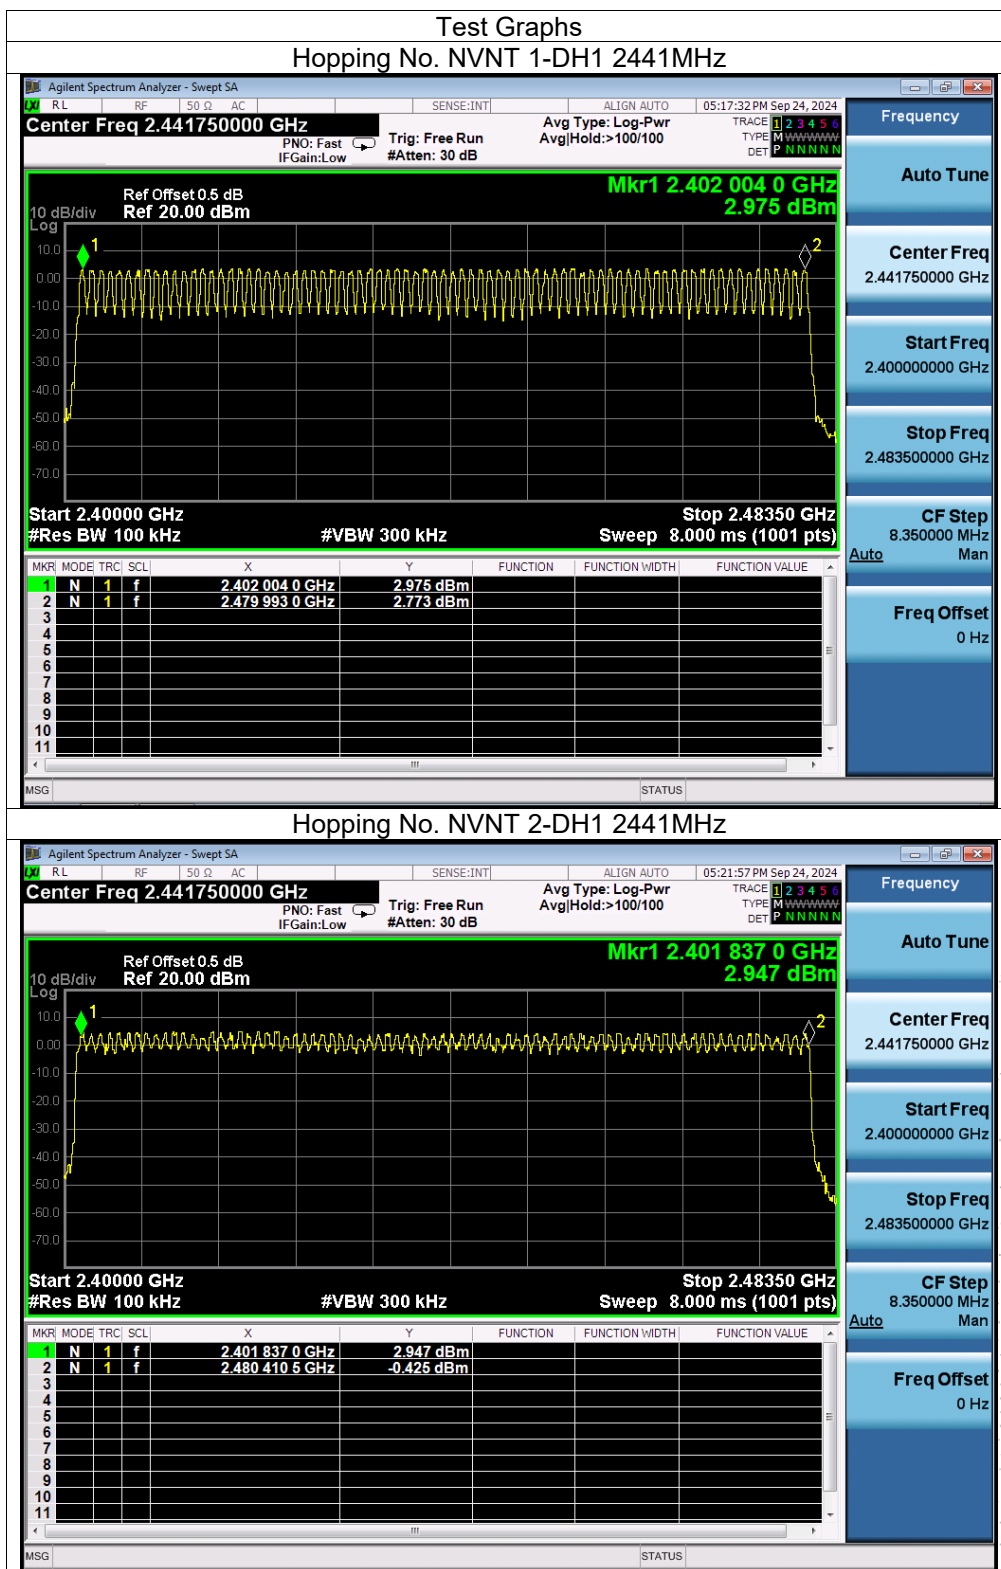 Test Graphs
Hopping No. NVNT 1-DH1 2441MHz
Agilent Spectrum Analyzer - Swept SA
LXI RL RF 50 Ω AC SENSE:INT ALIGN AUTO 05:17:32 PM Sep 24, 2024
Center Freq 2.441750000 GHz
PNO: Fast
IFGain:Low
Trig: Free Run
#Atten: 30 dB
Avg Type: Log-Pwr
Avg|Hold:>100/100
TRACE 1 2 3 4 5 6
TYPE M WWWWW
DET P N N N N N
Ref Offset 0.5 dB
10 dB/div Ref 20.00 dBm
Log
Mkr1 2.402 004 0 GHz
2.975 dBm
1
2
10.0
0.00
-10.0
-20.0
-30.0
-40.0
-50.0
-60.0
-70.0
Start 2.40000 GHz Stop 2.48350 GHz
#Res BW 100 kHz #VBW 300 kHz Sweep 8.000 ms (1001 pts)
MKR MODE TRC SCL X Y FUNCTION FUNCTION WIDTH FUNCTION VALUE
1 N 1 f 2.402 004 0 GHz 2.975 dBm
2 N 1 f 2.479 993 0 GHz 2.773 dBm
3
4
5
6
7
8
9
10
11
MSG STATUS
Frequency
Auto Tune
Center Freq
2.441750000 GHz
Start Freq
2.400000000 GHz
Stop Freq
2.483500000 GHz
CF Step
8.350000 MHz
Auto Man
Freq Offset
0 Hz
Hopping No. NVNT 2-DH1 2441MHz
Agilent Spectrum Analyzer - Swept SA
LXI RL RF 50 Ω AC SENSE:INT ALIGN AUTO 05:21:57 PM Sep 24, 2024
Center Freq 2.441750000 GHz
PNO: Fast
IFGain:Low
Trig: Free Run
#Atten: 30 dB
Avg Type: Log-Pwr
Avg|Hold:>100/100
TRACE 1 2 3 4 5 6
TYPE M WWWWW
DET P N N N N N
Ref Offset 0.5 dB
10 dB/div Ref 20.00 dBm
Log
Mkr1 2.401 837 0 GHz
2.947 dBm
1
2
10.0
0.00
-10.0
-20.0
-30.0
-40.0
-50.0
-60.0
-70.0
Start 2.40000 GHz Stop 2.48350 GHz
#Res BW 100 kHz #VBW 300 kHz Sweep 8.000 ms (1001 pts)
MKR MODE TRC SCL X Y FUNCTION FUNCTION WIDTH FUNCTION VALUE
1 N 1 f 2.401 837 0 GHz 2.947 dBm
2 N 1 f 2.480 410 5 GHz -0.425 dBm
3
4
5
6
7
8
9
10
11
MSG STATUS
Frequency
Auto Tune
Center Freq
2.441750000 GHz
Start Freq
2.400000000 GHz
Stop Freq
2.483500000 GHz
CF Step
8.350000 MHz
Auto Man
Freq Offset
0 Hz